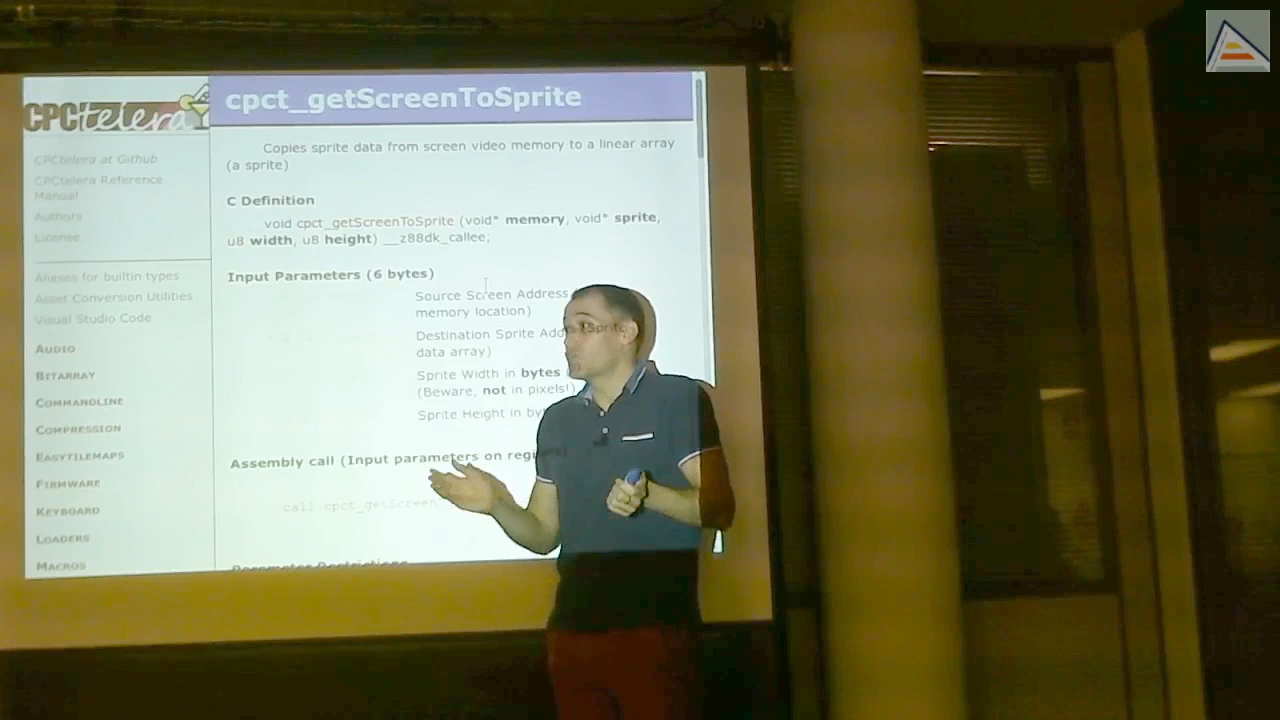 CPCtelera
cpct_getScreenToSprite
CPCtelera at Github
CPCtelera Reference
Manual
Authors
License
Aliases for builtin types
Asset Conversion Utilities
Visual Studio Code
AUDIO
BITARRAY
COMMANDLINE
COMPRESSION
EASYTILEMAPS
FIRMWARE
KEYBOARD
LOADERS
MACROS
Copies sprite data from screen video memory to a linear array
(a sprite)
C Definition
void cpct_getScreenToSprite (void* memory, void* sprite,
u8 width, u8 height) __z88dk_callee;
Input Parameters (6 bytes)
Source Screen Address
memory location)
Destination Sprite
data array)
Sprite Width in bytes
(Beware, not in pixels!)
Sprite Height in
Assembly call (Input parameters on
call cpct_getScreen
Parameter Restrictions